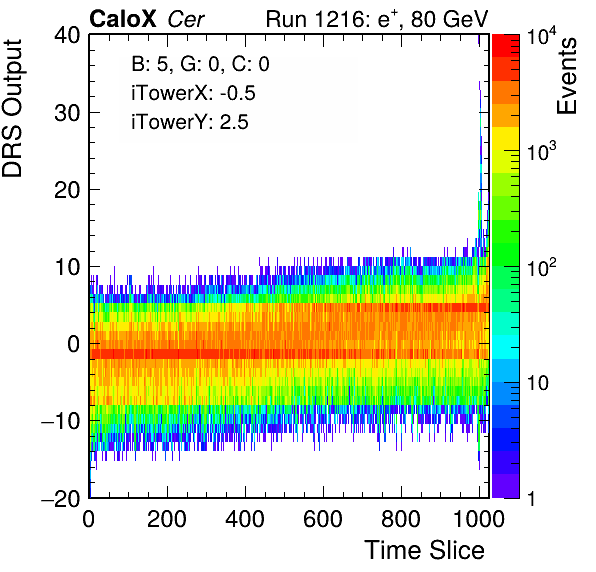 CaloX Cer Run 1216: e+, 80 GeV
B: 5, G: 0, C: 0
iTowerX: -0.5
iTowerY: 2.5
DRS Output
40
30
20
10
0
−10
−20
0 200 400 600 800 1000
Time Slice
Events
10^4
10^3
10^2
10
1